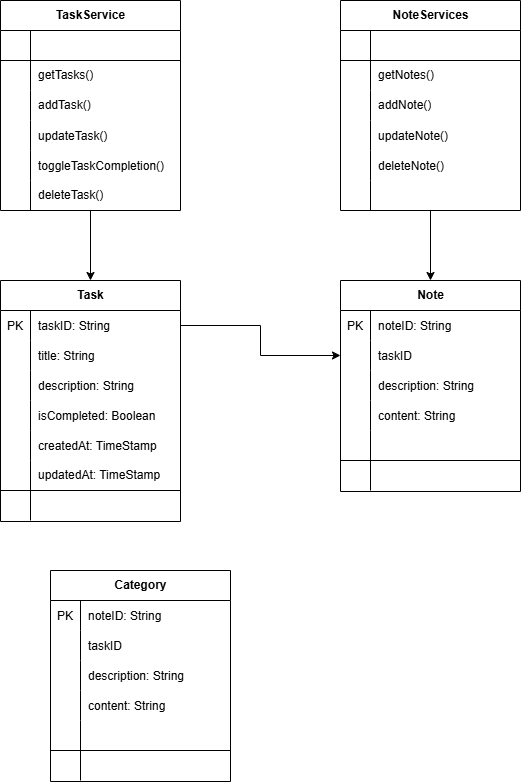 TaskService
getTasks()
addTask()
updateTask()
toggleTaskCompletion()
deleteTask()
NoteServices
getNotes()
addNote()
updateNote()
deleteNote()
Task
PK taskID: String
title: String
description: String
isCompleted: Boolean
createdAt: TimeStamp
updatedAt: TimeStamp
Note
PK noteID: String
taskID
description: String
content: String
Category
PK noteID: String
taskID
description: String
content: String